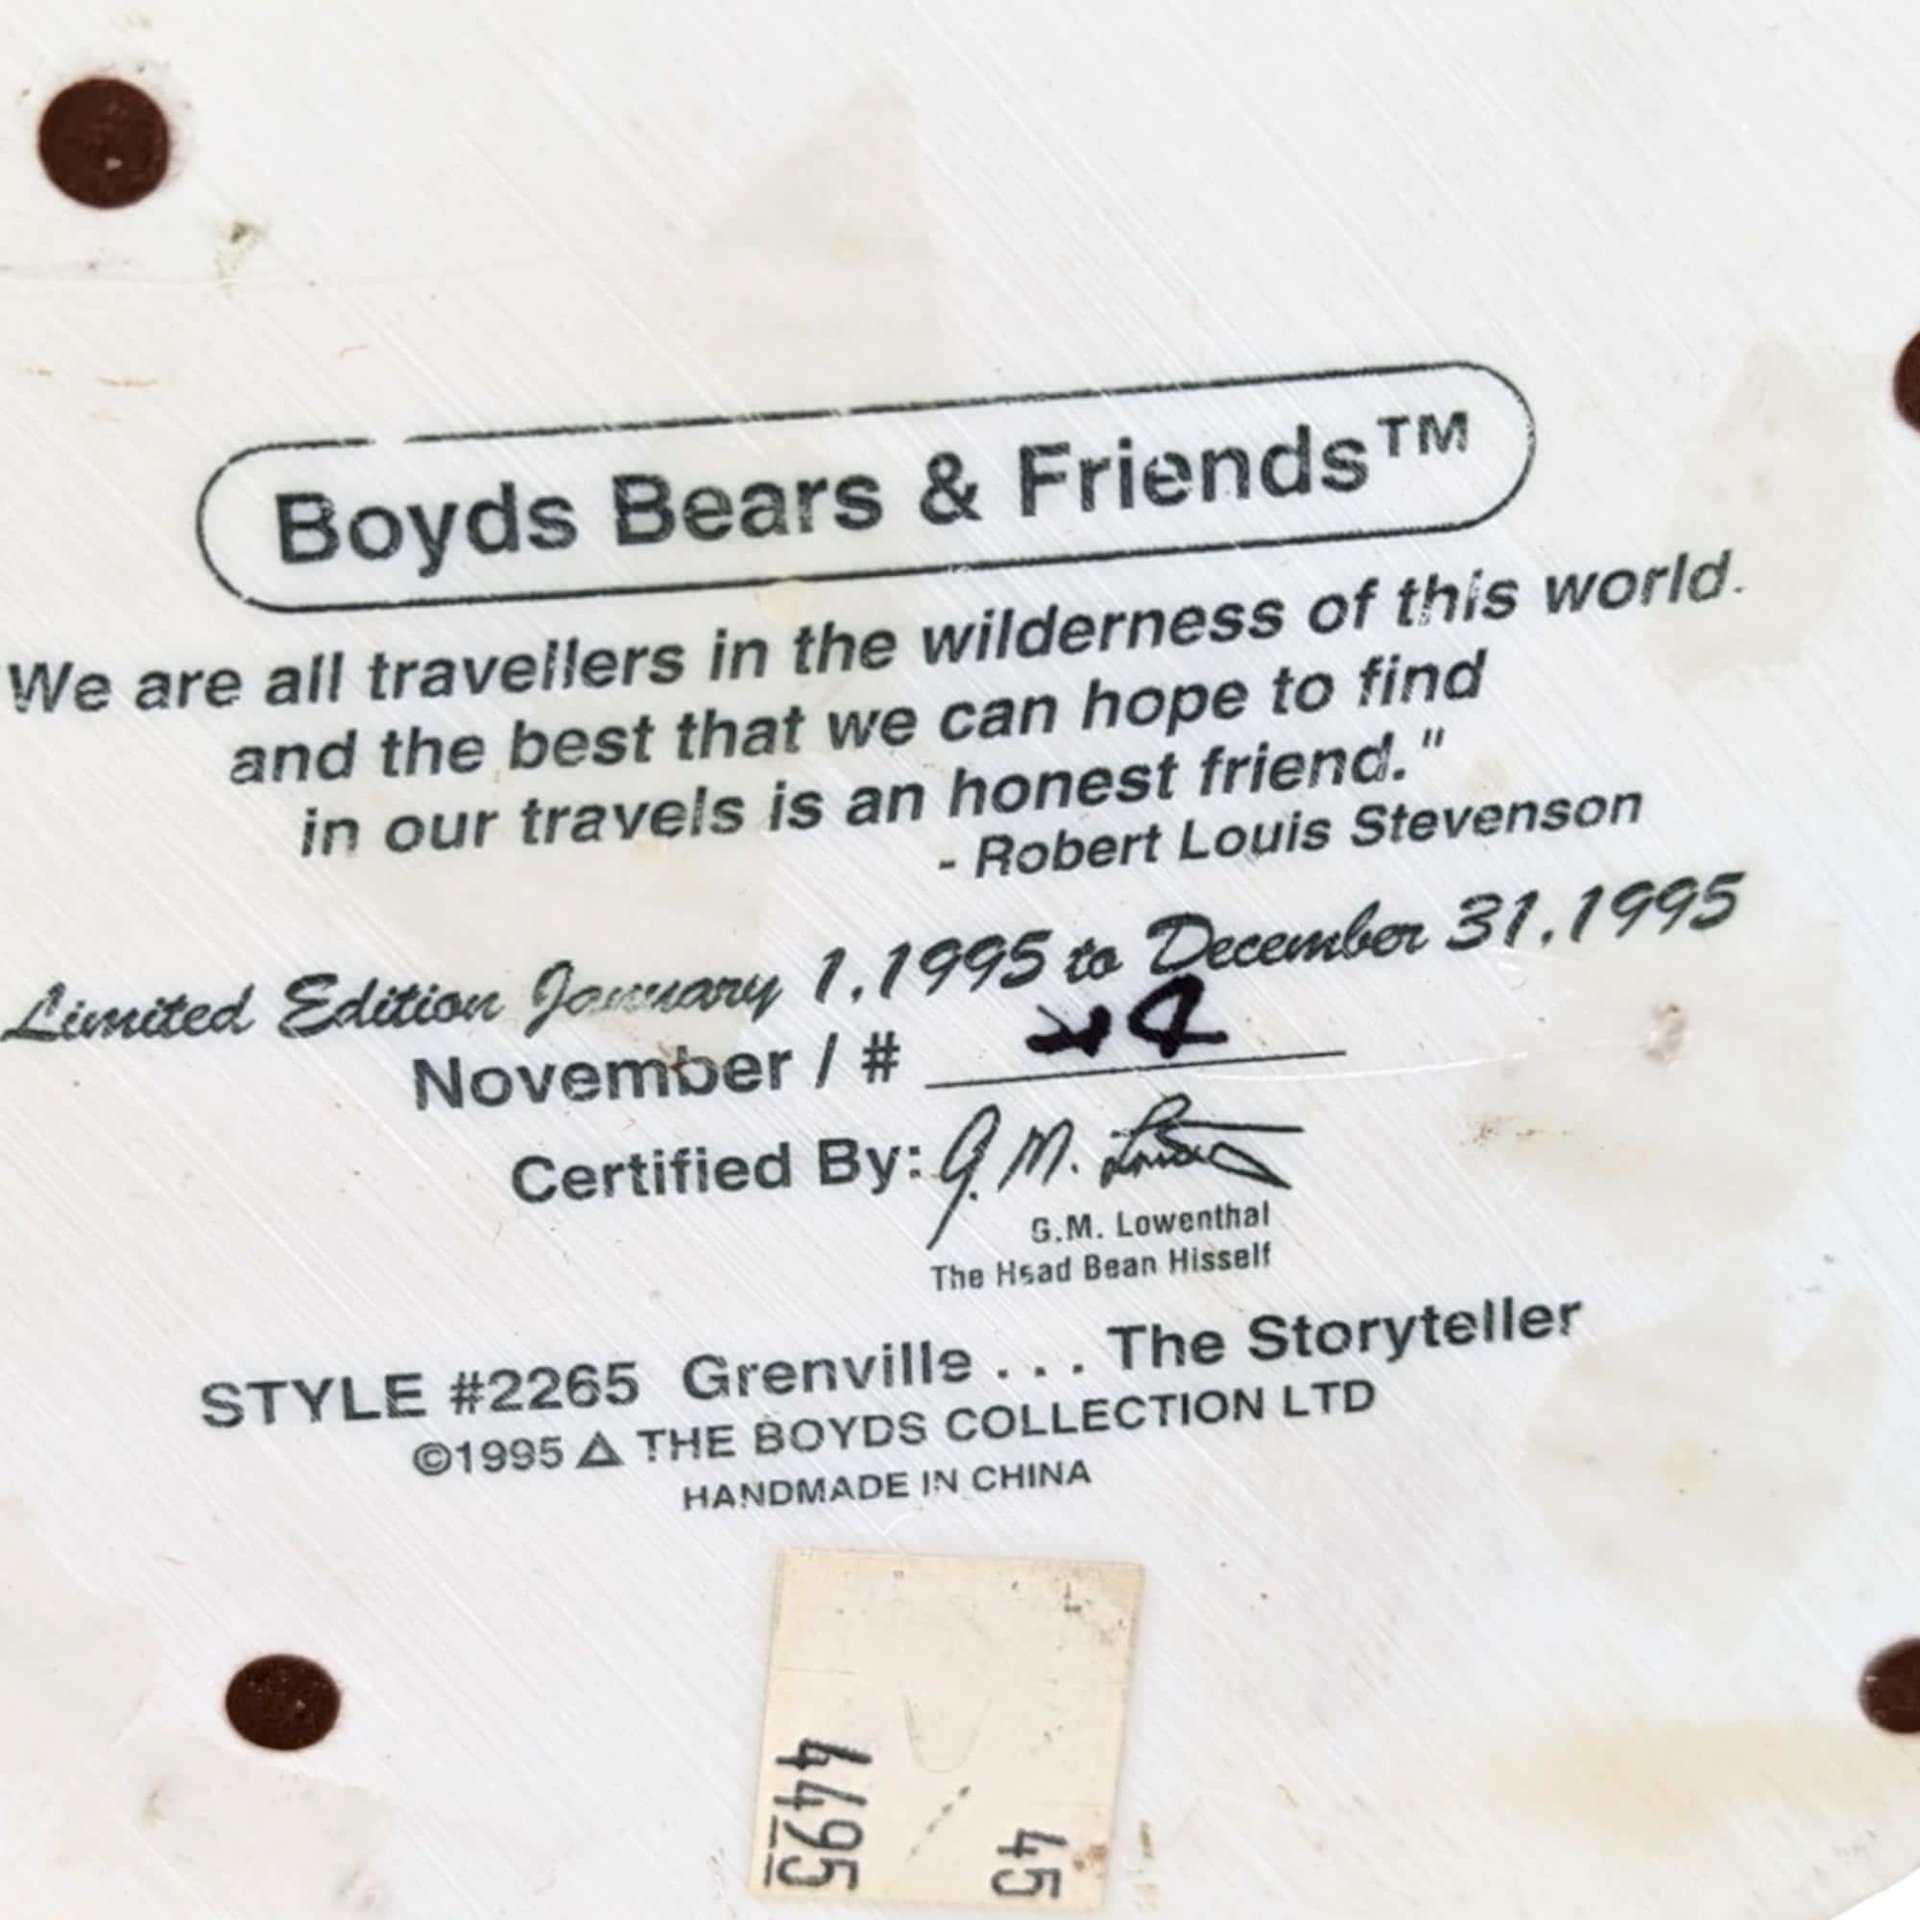 Boyds Bears & Friends™
We are all travellers in the wilderness of this world.
and the best that we can hope to find
in our travels is an honest friend."
- Robert Louis Stevenson
Limited Edition January 1, 1995 to December 31, 1995
November / #
Certified By: G.M.
G.M. Lowenthal
The Head Bean Hisself
STYLE #2265 Grenville . . . The Storyteller
©1995 △ THE BOYDS COLLECTION LTD
HANDMADE IN CHINA
4495
45